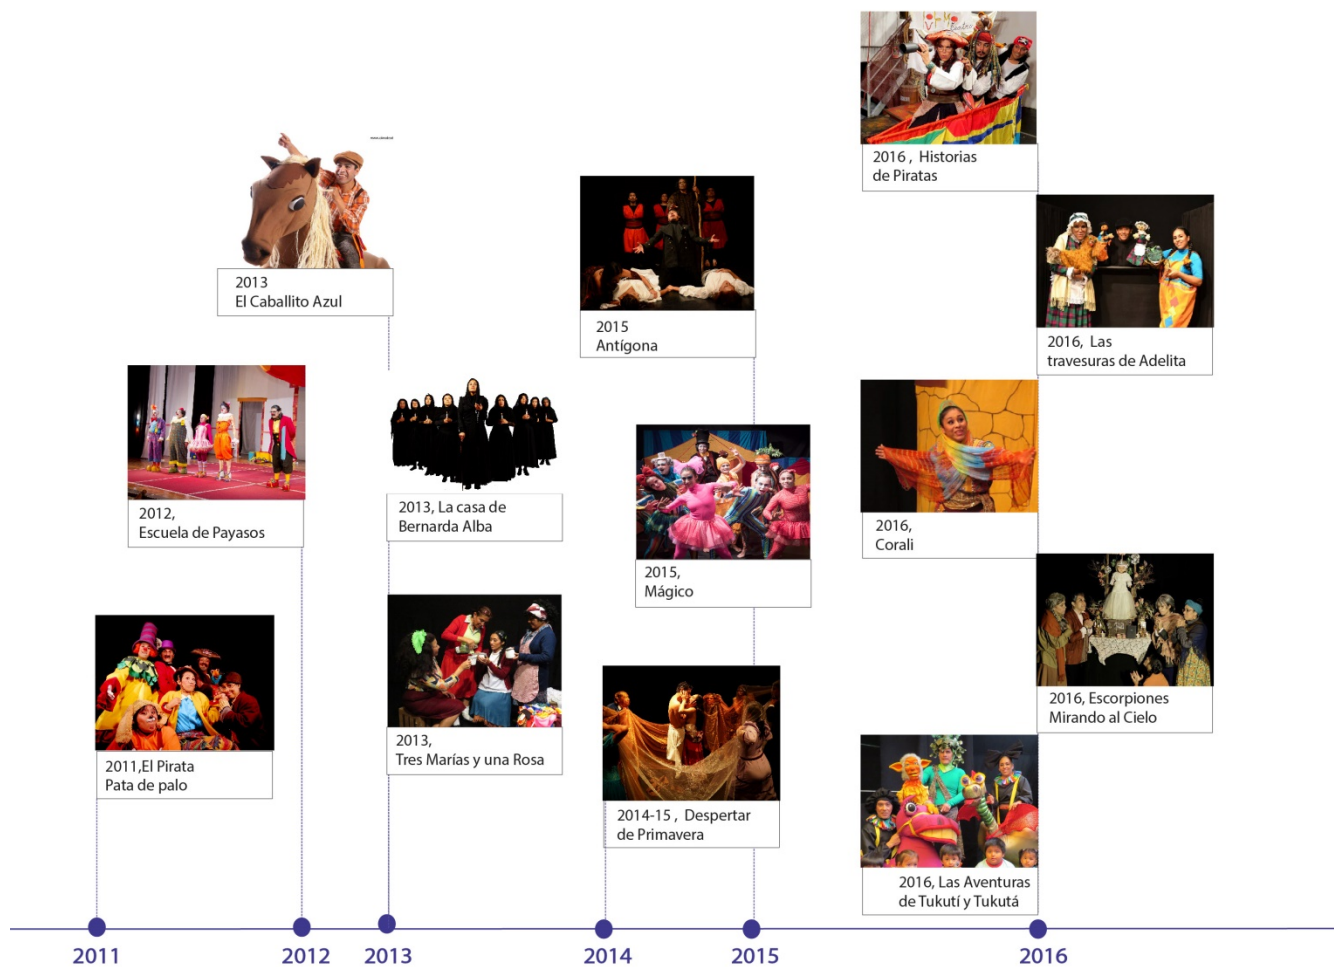 2016 , Historias
de Piratas
2013
El Caballito Azul
2015
Antígona
2016, Las
travesuras de Adelita
2012,
Escuela de Payasos
2013, La casa de
Bernarda Alba
2015,
Mágico
2016,
Corali
2011,El Pirata
Pata de palo
2013,
Tres Marías y una Rosa
2014-15 , Despertar
de Primavera
2016, Escorpiones
Mirando al Cielo
2016, Las Aventuras
de Tukutí y Tukutá
2011
2012
2013
2014
2015
2016